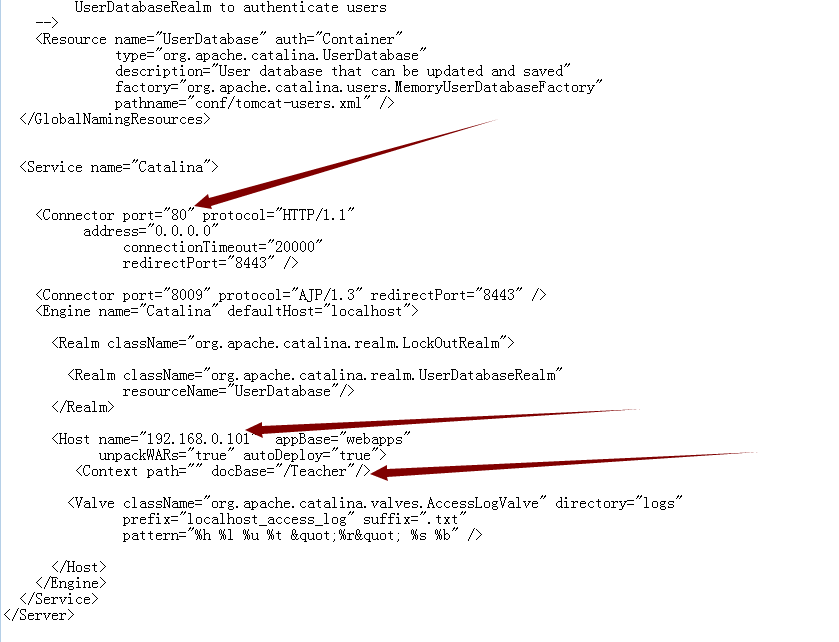 UserDatabaseRealm to authenticate users
-->
<Resource name="UserDatabase" auth="Container"
type="org.apache.catalina.UserDatabase"
description="User database that can be updated and saved"
factory="org.apache.catalina.users.MemoryUserDatabaseFactory"
pathname="conf/tomcat-users.xml" />
</GlobalNamingResources>
<Service name="Catalina">
<Connector port="80" protocol="HTTP/1.1"
address="0.0.0.0"
connectionTimeout="20000"
redirectPort="8443" />
<Connector port="8009" protocol="AJP/1.3" redirectPort="8443" />
<Engine name="Catalina" defaultHost="localhost">
<Realm className="org.apache.catalina.realm.LockOutRealm">
<Realm className="org.apache.catalina.realm.UserDatabaseRealm"
resourceName="UserDatabase"/>
</Realm>
<Host name="192.168.0.101" appBase="webapps"
unpackWARs="true" autoDeploy="true">
<Context path="" docBase="/Teacher"/>
<Valve className="org.apache.catalina.valves.AccessLogValve" directory="logs"
prefix="localhost_access_log" suffix=".txt"
pattern="%h %l %u %t &quot;%r&quot; %s %b" />
</Host>
</Engine>
</Service>
</Server>